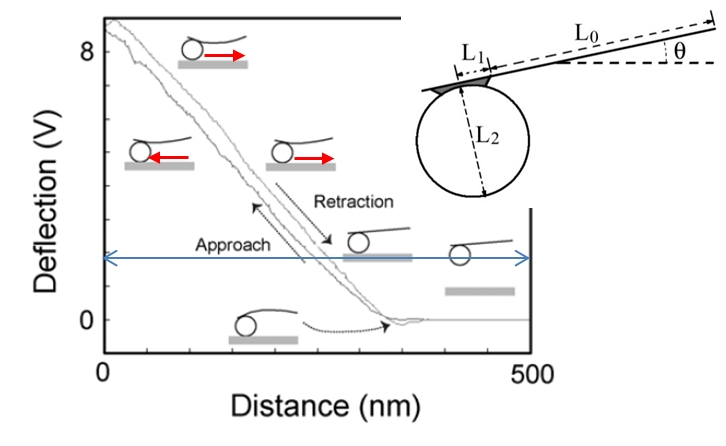 8
0
Deflection (V)
Retraction
Approach
0
500
Distance (nm)
L₁
L₀
θ
L₂